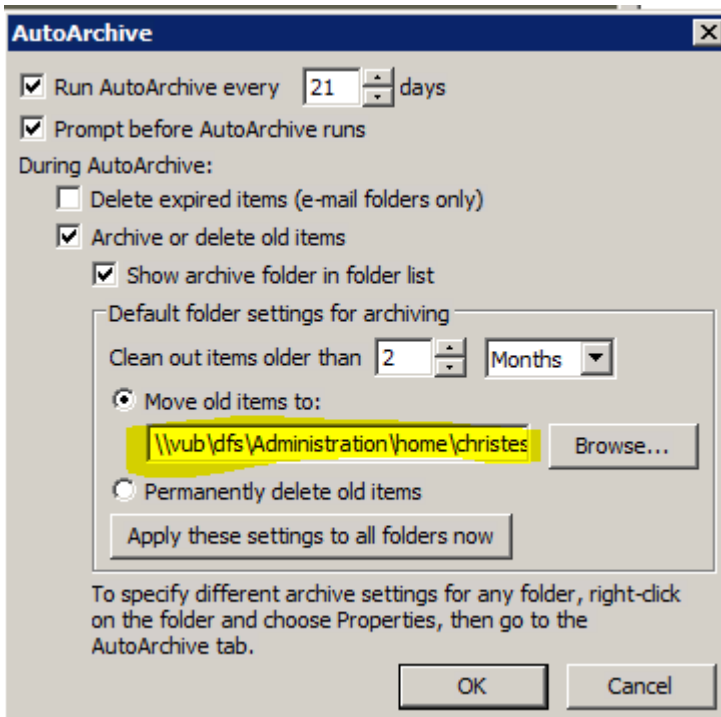 AutoArchive
Run AutoArchive every 21 days
Prompt before AutoArchive runs
During AutoArchive:
Delete expired items (e-mail folders only)
Archive or delete old items
Show archive folder in folder list
Default folder settings for archiving
Clean out items older than 2 Months
Move old items to:
\\vub\dfs\Administration\home\christes Browse...
Permanently delete old items
Apply these settings to all folders now
To specify different archive settings for any folder, right-click
on the folder and choose Properties, then go to the
AutoArchive tab.
OK Cancel